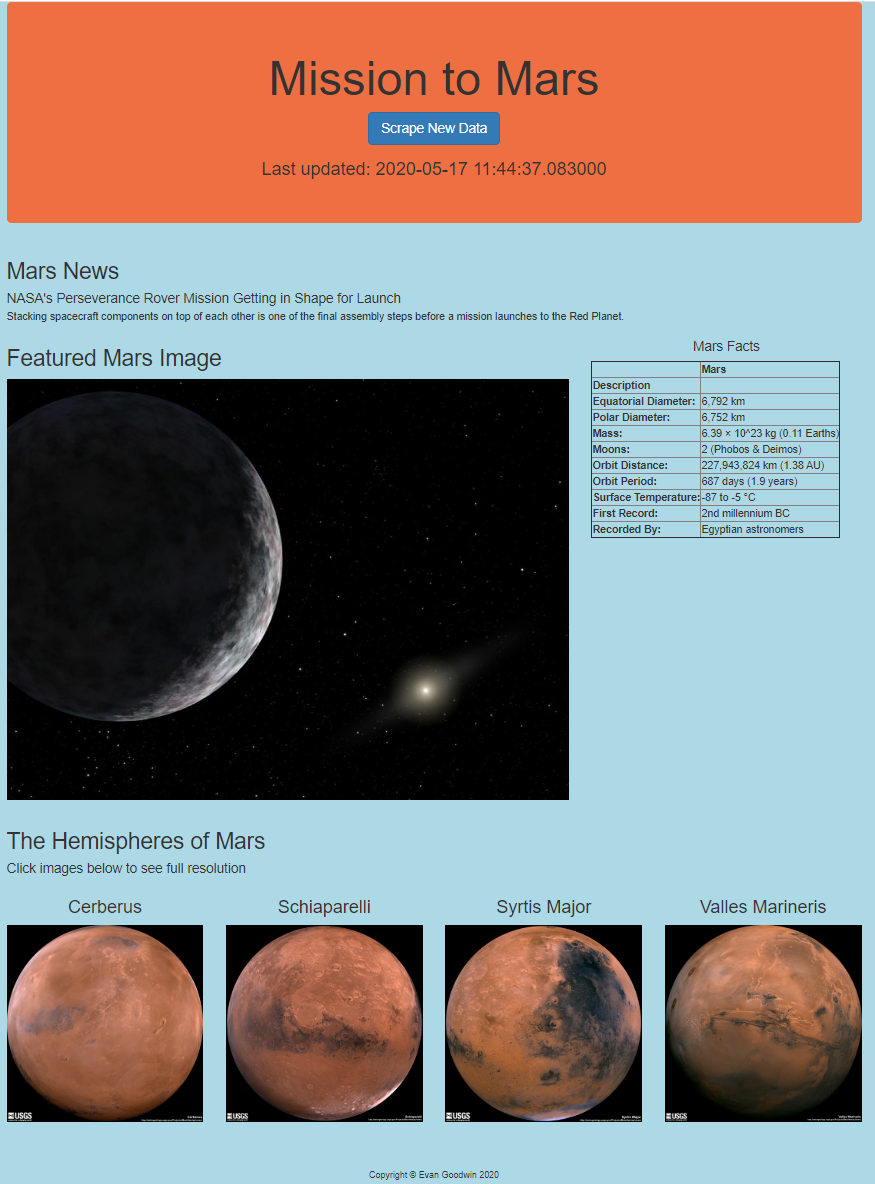 Mission to Mars
Scrape New Data
Last updated: 2020-05-17 11:44:37.083000
Mars News
NASA's Perseverance Rover Mission Getting in Shape for Launch
Stacking spacecraft components on top of each other is one of the final assembly steps before a mission launches to the Red Planet.
Featured Mars Image
Mars Facts
Mars
Description
Equatorial Diameter: 6,792 km
Polar Diameter: 6,752 km
Mass: 6.39 × 10^23 kg (0.11 Earths)
Moons: 2 (Phobos & Deimos)
Orbit Distance: 227,943,824 km (1.38 AU)
Orbit Period: 687 days (1.9 years)
Surface Temperature: -87 to -5 °C
First Record: 2nd millennium BC
Recorded By: Egyptian astronomers
The Hemispheres of Mars
Click images below to see full resolution
Cerberus Schiaparelli Syrtis Major Valles Marineris
USGS USGS USGS USGS
Copyright © Evan Goodwin 2020